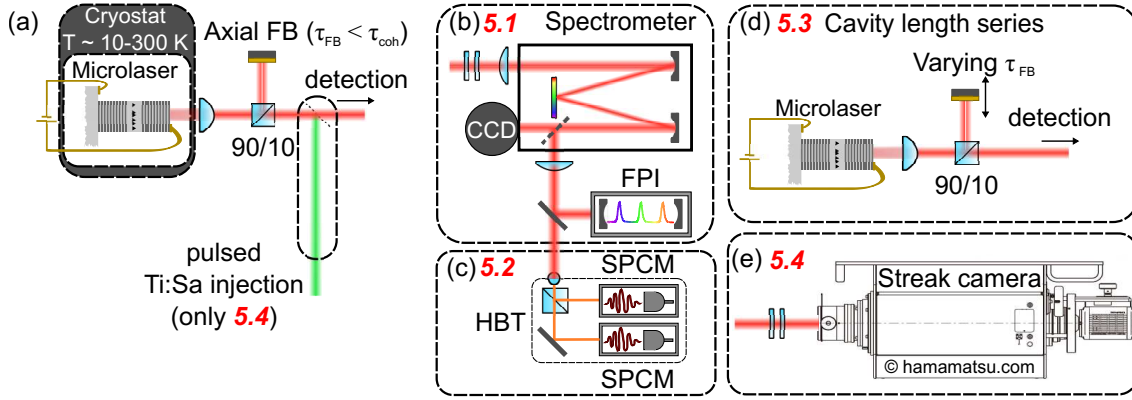 (a)
Cryostat
T ~ 10-300 K
Microlaser
Axial FB (τFB < τcoh)
detection
90/10
pulsed
Ti:Sa injection
(only 5.4)
(b) 5.1 Spectrometer
CCD
FPI
(c) 5.2
SPCM
HBT
SPCM
(d) 5.3 Cavity length series
Varying τFB
Microlaser
detection
90/10
(e) 5.4
Streak camera
© hamamatsu.com